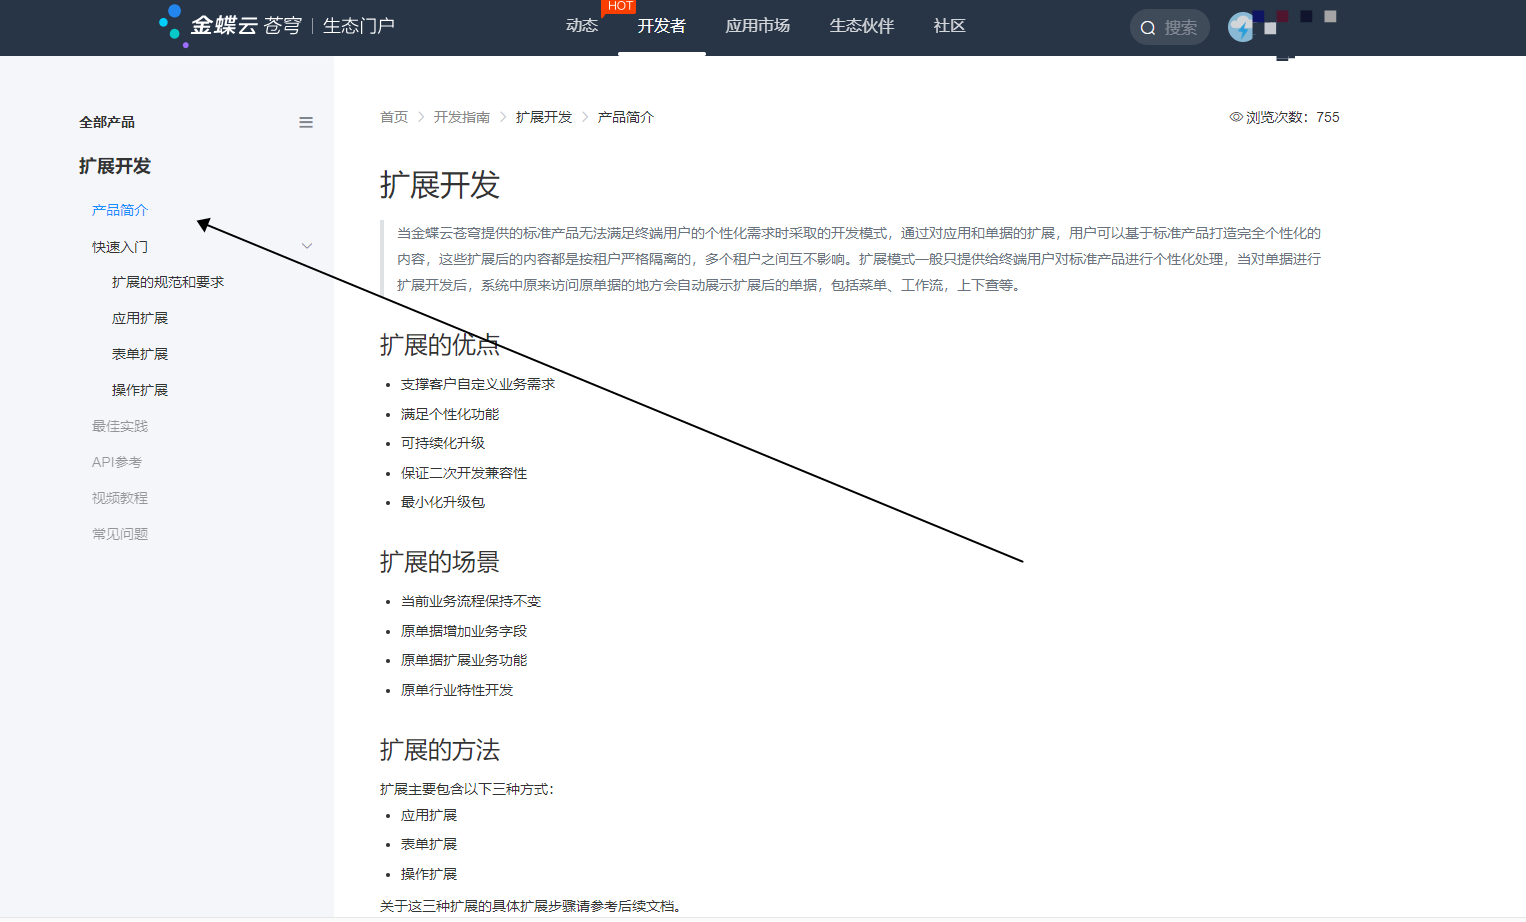 金蝶云 苍穹 | 生态门户
动态 HOT
开发者
应用市场
生态伙伴
社区
搜索
全部产品
扩展开发
产品简介
快速入门
扩展的规范和要求
应用扩展
表单扩展
操作扩展
最佳实践
API参考
视频教程
常见问题
首页 > 开发指南 > 扩展开发 > 产品简介
浏览次数：755
扩展开发
当金蝶云苍穹提供的标准产品无法满足终端用户的个性化需求时采取的开发模式，通过对应用和单据的扩展，用户可以基于标准产品打造完全个性化的
内容，这些扩展后的内容都是按租户严格隔离的，多个租户之间互不影响。扩展模式一般只提供给终端用户对标准产品进行个性化处理，当对单据进行
扩展开发后，系统中原来访问原单据的地方会自动展示扩展后的单据，包括菜单、工作流，上下查等。
扩展的优点
• 支撑客户自定义业务需求
• 满足个性化功能
• 可持续化升级
• 保证二次开发兼容性
• 最小化升级包
扩展的场景
• 当前业务流程保持不变
• 原单据增加业务字段
• 原单据扩展业务功能
• 原单行业特性开发
扩展的方法
扩展主要包含以下三种方式：
• 应用扩展
• 表单扩展
• 操作扩展
关于这三种扩展的具体扩展步骤请参考后续文档。